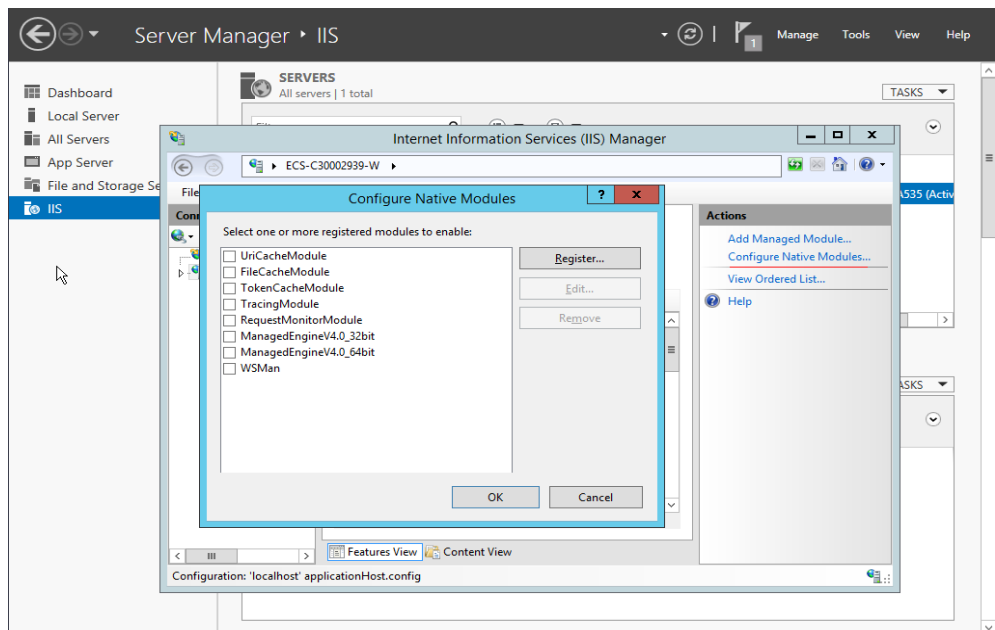 Server Manager ‣ IIS
1
Manage Tools View Help
Dashboard
Local Server
All Servers
App Server
File and Storage Se
IIS
SERVERS
All servers | 1 total
TASKS
Internet Information Services (IIS) Manager
ECS-C30002939-W
File
Configure Native Modules
? x
Select one or more registered modules to enable:
UriCacheModule
FileCacheModule
TokenCacheModule
TracingModule
RequestMonitorModule
ManagedEngineV4.0_32bit
ManagedEngineV4.0_64bit
WSMan
Register...
Edit...
Remove
OK Cancel
Actions
Add Managed Module...
Configure Native Modules...
View Ordered List...
Help
A535 (Activ
ASKS
Features View Content View
Configuration: 'localhost' applicationHost.config